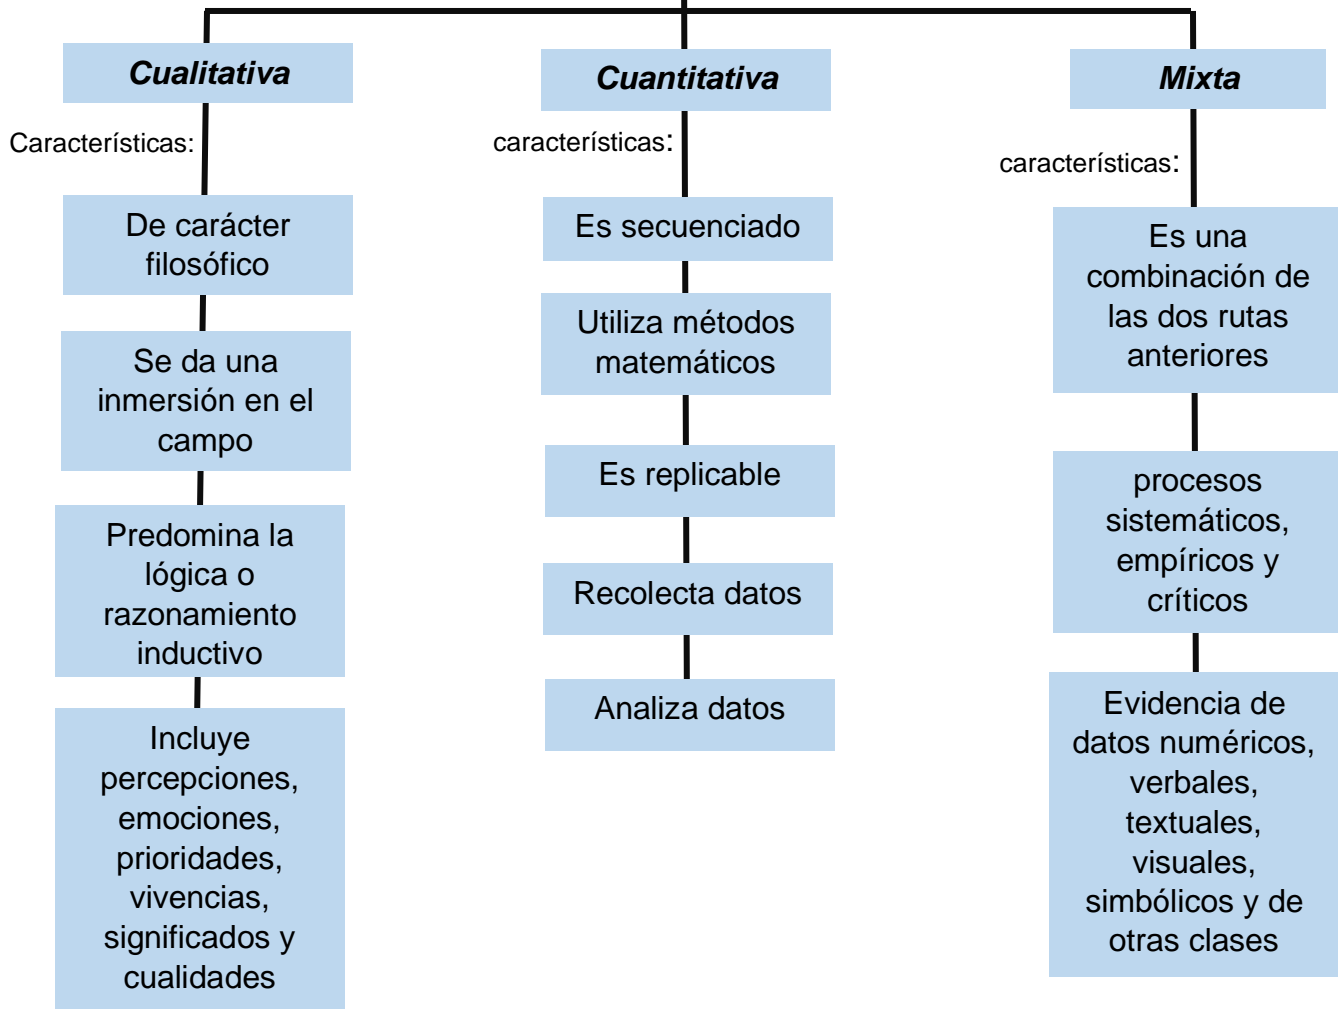 Cualitativa
Características:
De carácter
filosófico
Se da una
inmersión en el
campo
Predomina la
lógica o
razonamiento
inductivo
Incluye
percepciones,
emociones,
prioridades,
vivencias,
significados y
cualidades
Cuantitativa
características:
Es secuenciado
Utiliza métodos
matemáticos
Es replicable
Recolecta datos
Analiza datos
Mixta
características:
Es una
combinación de
las dos rutas
anteriores
procesos
sistemáticos,
empíricos y
críticos
Evidencia de
datos numéricos,
verbales,
textuales,
visuales,
simbólicos y de
otras clases